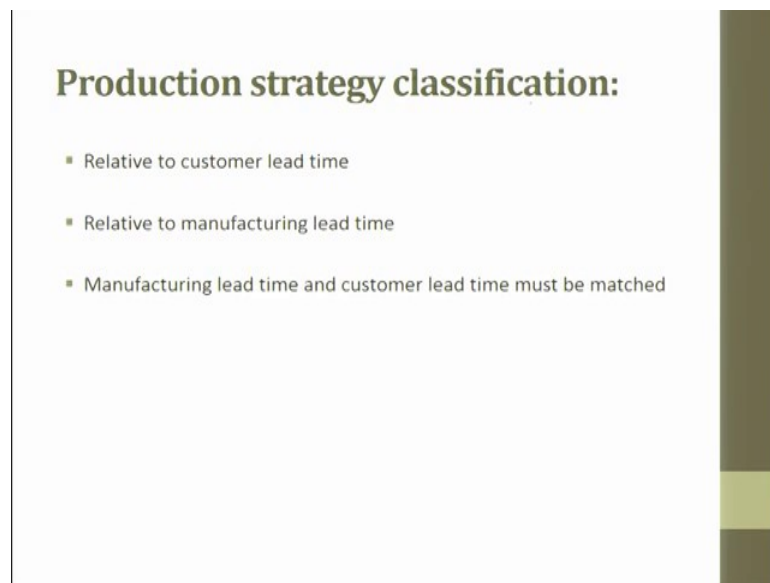 Production strategy classification:
Relative to customer lead time
Relative to manufacturing lead time
Manufacturing lead time and customer lead time must be matched